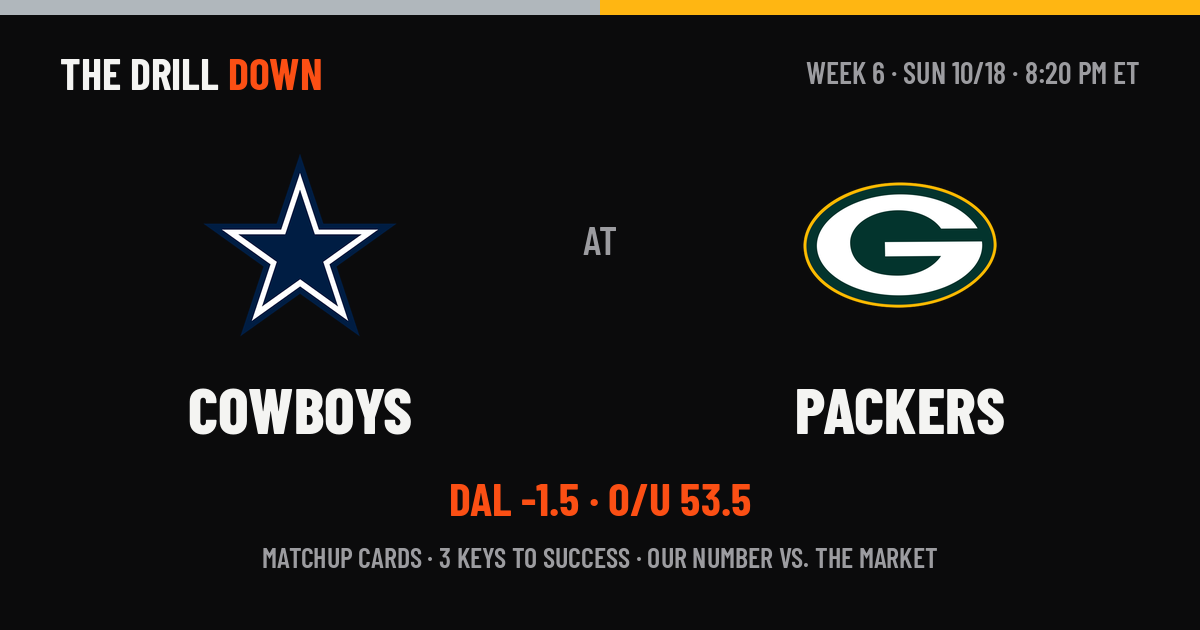 THE DRILL DOWN
WEEK 6 · SUN 10/18 · 8:20 PM ET
AT
G
COWBOYS
PACKERS
DAL -1.5 · O/U 53.5
MATCHUP CARDS · 3 KEYS TO SUCCESS · OUR NUMBER VS. THE MARKET